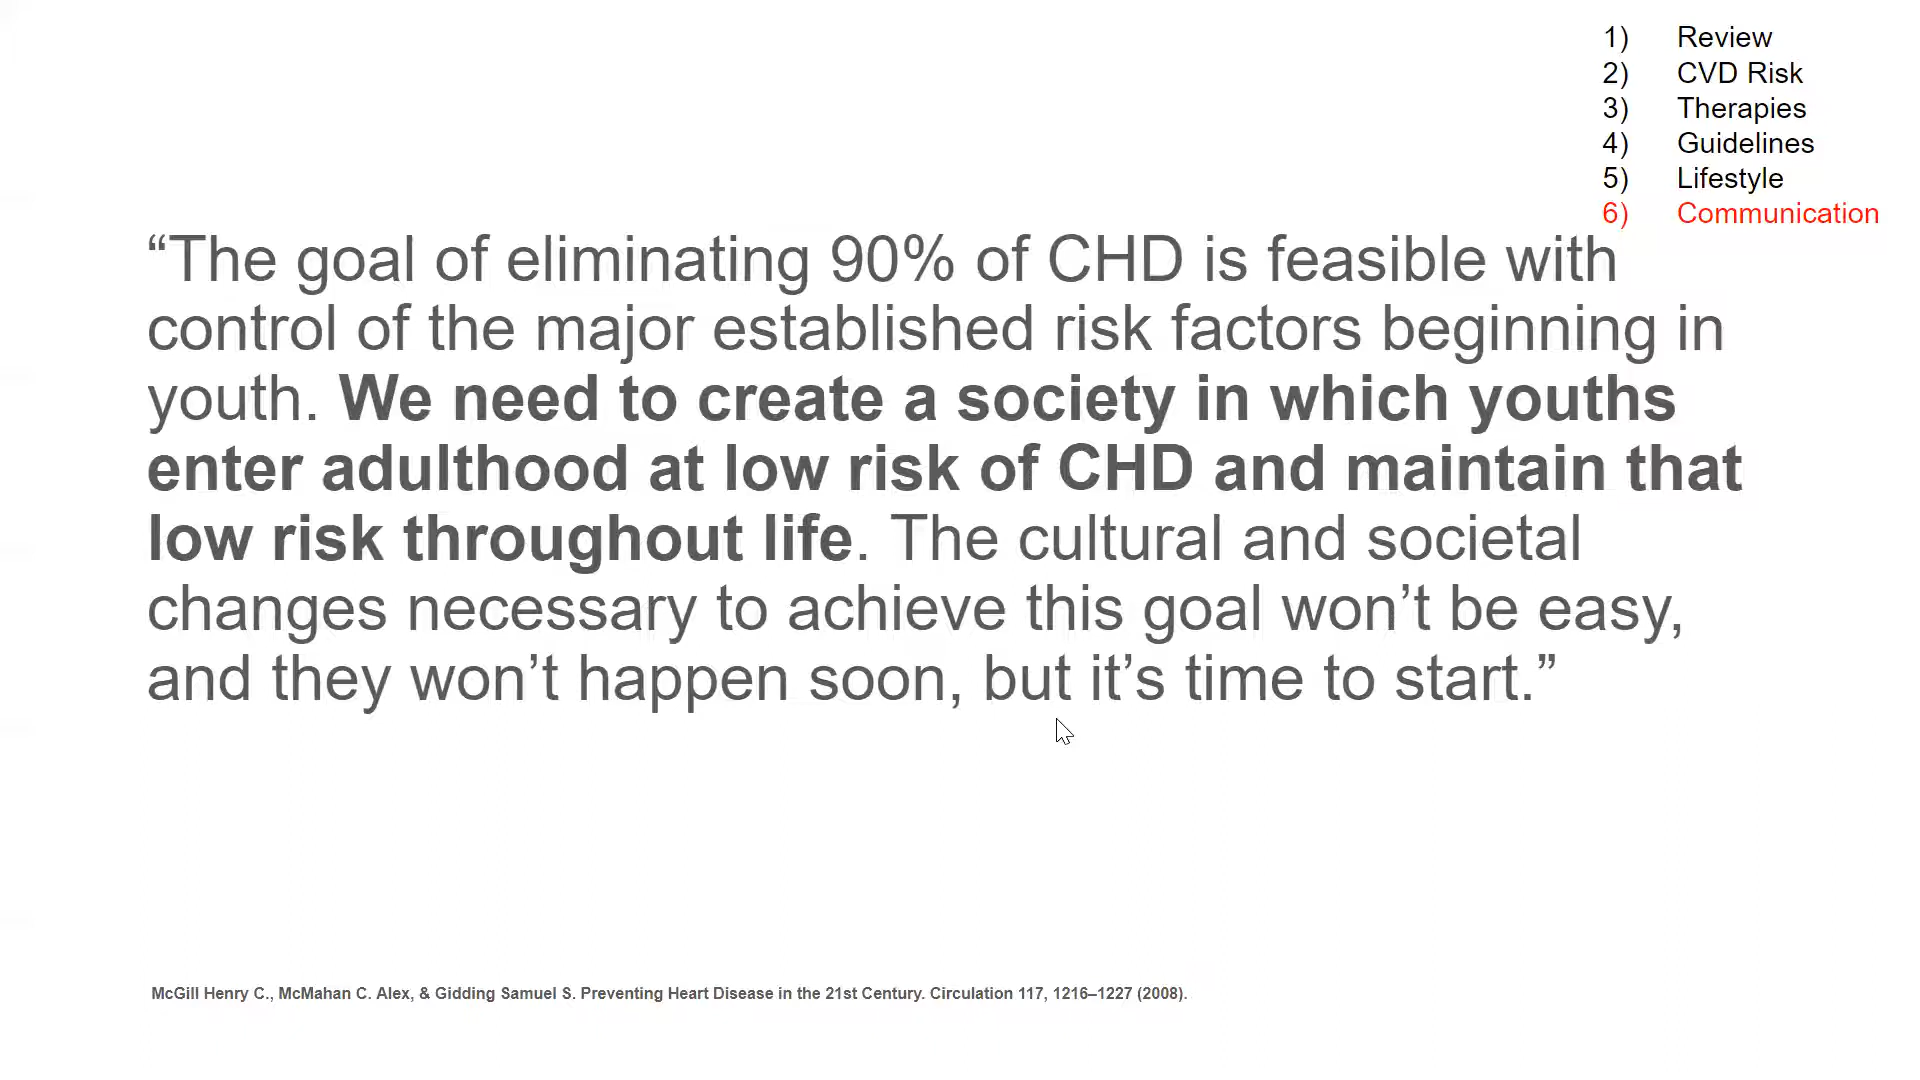 1) Review
2) CVD Risk
3) Therapies
4) Guidelines
5) Lifestyle
6) Communication
“The goal of eliminating 90% of CHD is feasible with
control of the major established risk factors beginning in
youth. We need to create a society in which youths
enter adulthood at low risk of CHD and maintain that
low risk throughout life. The cultural and societal
changes necessary to achieve this goal won’t be easy,
and they won’t happen soon, but it’s time to start.”
McGill Henry C., McMahan C. Alex, & Gidding Samuel S. Preventing Heart Disease in the 21st Century. Circulation 117, 1216–1227 (2008).